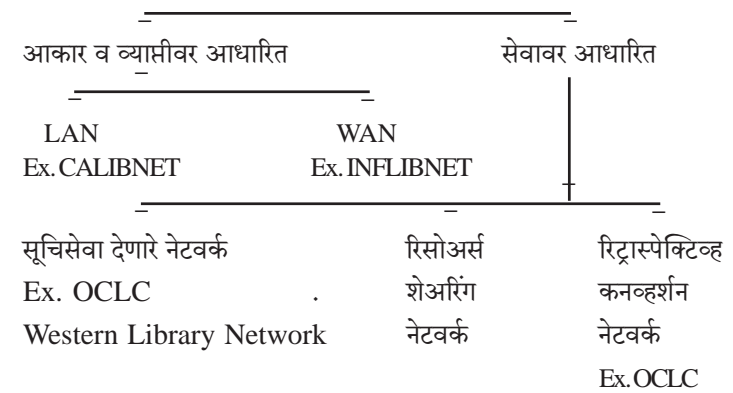 आकार व व्याप्तीवर आधारित सेवावर आधारित
LAN WAN
Ex. CALIBNET Ex. INFLIBNET
सूचिसेवा देणारे नेटवर्क रिसोअर्स रिट्रास्पेक्टिव्ह
Ex. OCLC . शेअरिंग कनव्हर्शन
Western Library Network नेटवर्क नेटवर्क
Ex. OCLC